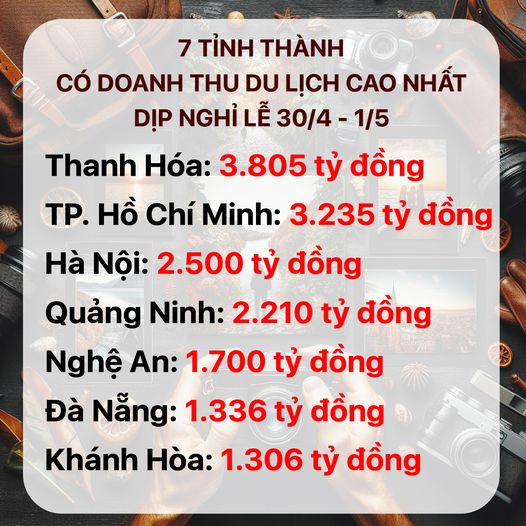 7 TỈNH THÀNH
CÓ DOANH THU DU LỊCH CAO NHẤT
DỊP NGHỈ LỄ 30/4 - 1/5
Thanh Hóa: 3.805 tỷ đồng
TP. Hồ Chí Minh: 3.235 tỷ đồng
Hà Nội: 2.500 tỷ đồng
Quảng Ninh: 2.210 tỷ đồng
Nghệ An: 1.700 tỷ đồng
Đà Nẵng: 1.336 tỷ đồng
Khánh Hòa: 1.306 tỷ đồng